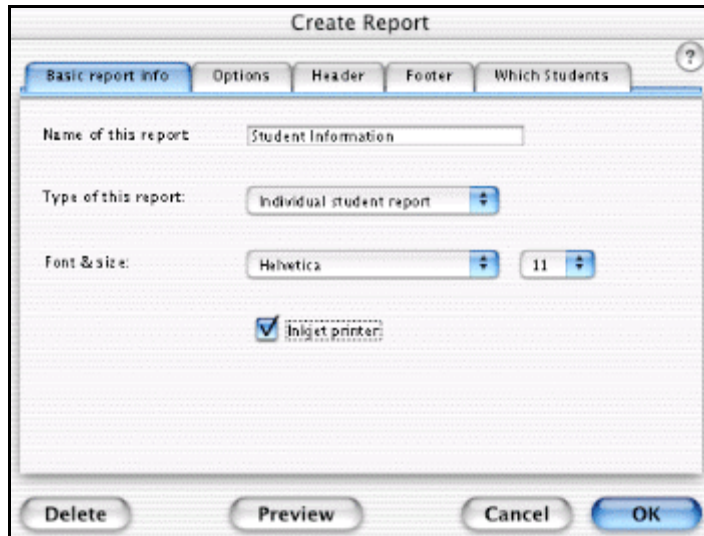 Create Report
?
Basic report info Options Header Footer Which Students
Name of this report Student Information
Type of this report: Individual student report
Font & size: Helvetica 11
Inkjet printer
Delete Preview Cancel OK